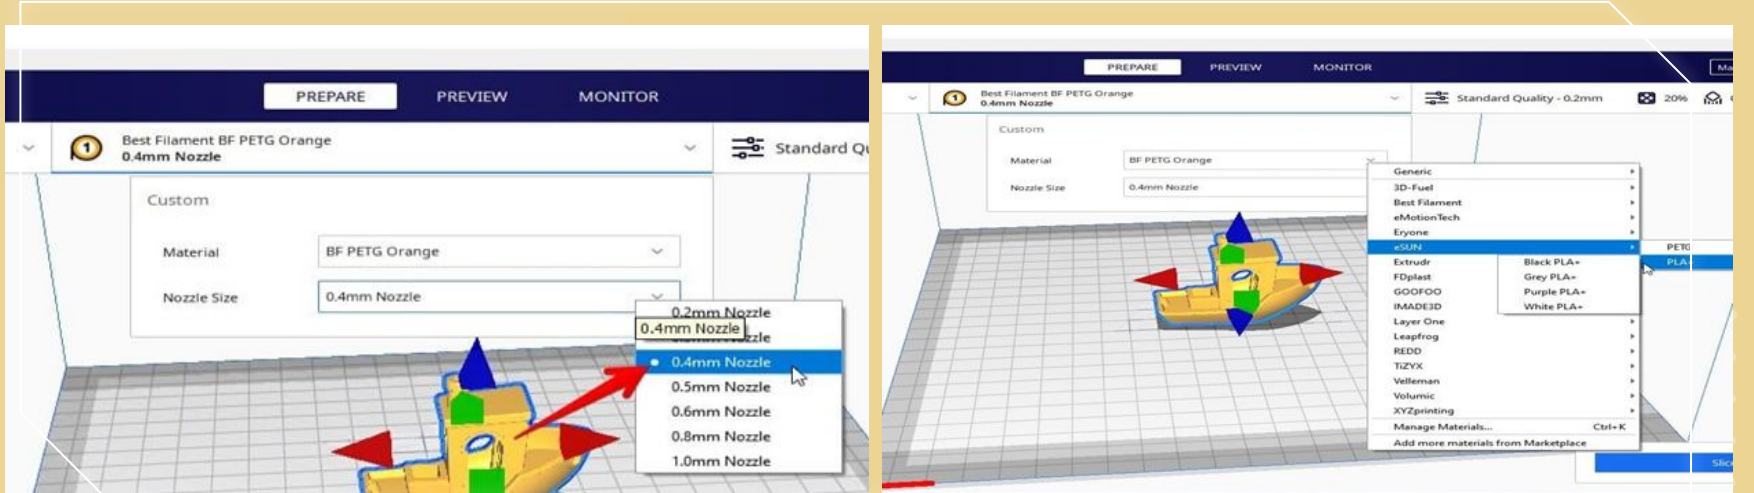 PREPARE PREVIEW MONITOR
1 Best Filament BF PETG Orange
0.4mm Nozzle
Standard
Custom
Material BF PETG Orange
Nozzle Size 0.4mm Nozzle
0.2mm Nozzle
0.4mm Nozzle
Nozzle
0.4mm Nozzle
0.5mm Nozzle
0.6mm Nozzle
0.8mm Nozzle
1.0mm Nozzle
PREPARE PREVIEW MONITOR Ma
1 Best Filament BF PETG Orange
0.4mm Nozzle
Standard Quality - 0.2mm 20%
Custom
Material BF PETG Orange
Nozzle Size 0.4mm Nozzle
Generic
3D-Fuel
Best Filament
eMotionTech
Eryone
eSUN
Extrudr
FDplast
GOOFOO
IMADE3D
Layer One
Leapfrog
REDD
TiZYX
Velleman
Volumic
XYZprinting
Manage Materials... Ctrl+K
Add more materials from Marketplace
PETG
PLA+
Black PLA+
Grey PLA+
Purple PLA+
White PLA+
Slice